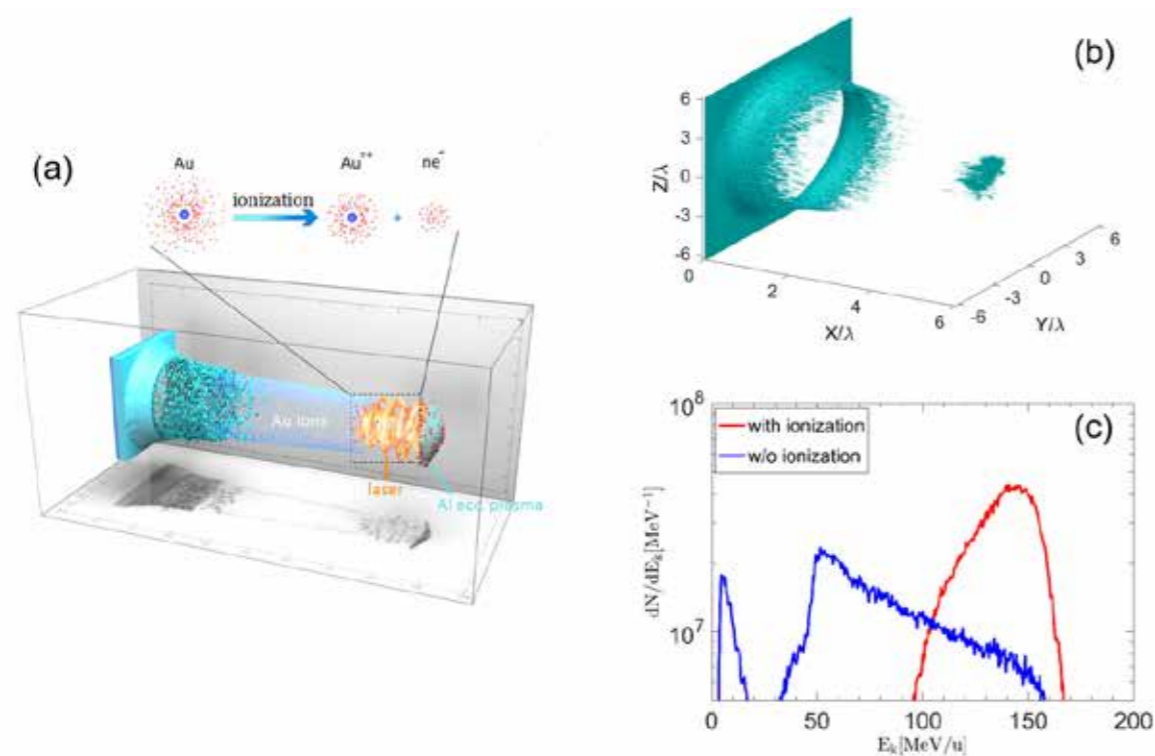 (a)
Au
ionization
Auⁿ⁺
+
ne⁻
Au ions
laser
Al ecc. plasma
(b)
Z/λ
6
3
0
-3
-6
0
2
4
6
X/λ
-6
-3
0
3
6
Y/λ
(c)
with ionization
w/o ionization
dN/dEₖ[MeV⁻¹]
10⁸
10⁷
0
50
100
150
200
Eₖ[MeV/u]